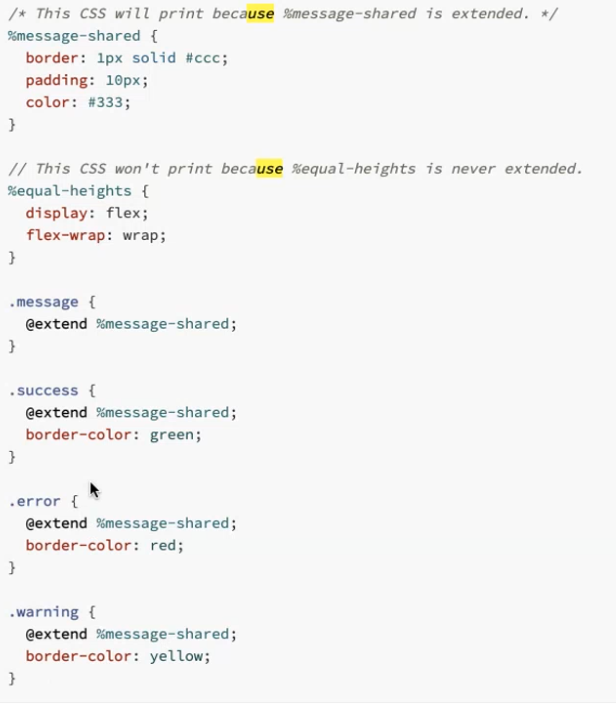 /* This CSS will print because %message-shared is extended. */
%message-shared {
  border: 1px solid #ccc;
  padding: 10px;
  color: #333;
}

// This CSS won't print because %equal-heights is never extended.
%equal-heights {
  display: flex;
  flex-wrap: wrap;
}

.message {
  @extend %message-shared;
}

.success {
  @extend %message-shared;
  border-color: green;
}

.error {
  @extend %message-shared;
  border-color: red;
}

.warning {
  @extend %message-shared;
  border-color: yellow;
}